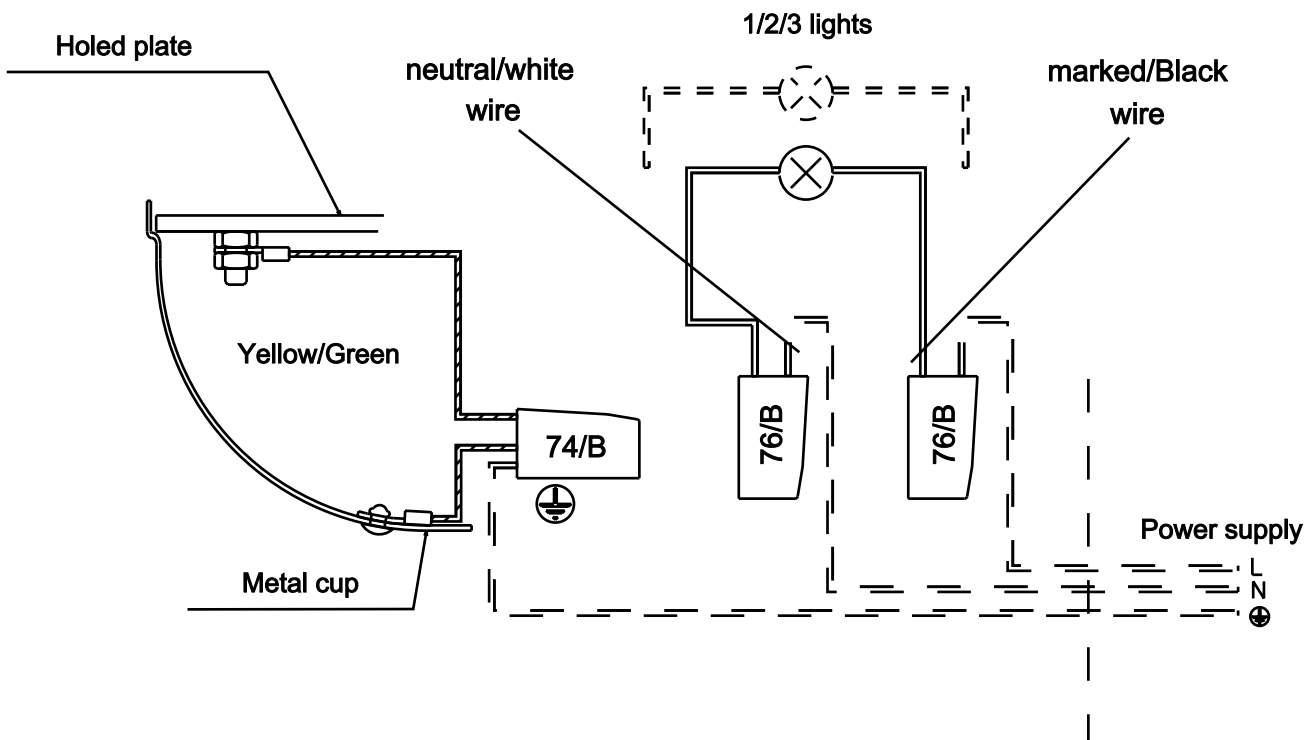 1/2/3 lights
Holed plate
neutral/white
wire
marked/Black
wire
Yellow/Green
74/B
76/B
76/B
Power supply
L
N
Metal cup